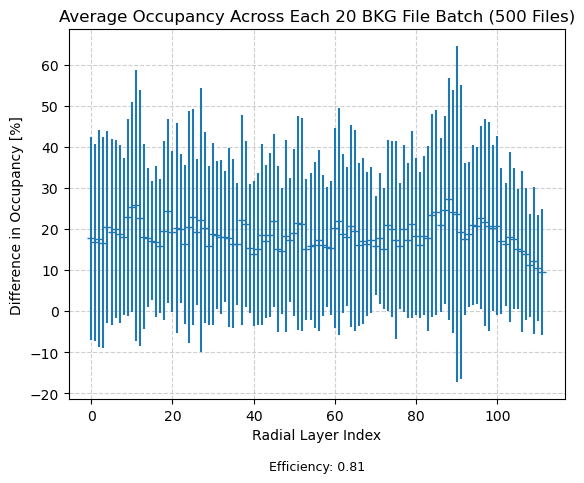 Average Occupancy Across Each 20 BKG File Batch (500 Files)
Difference in Occupancy [%]
60
50
40
30
20
10
0
−10
−20
0 20 40 60 80 100
Radial Layer Index
Efficiency: 0.81